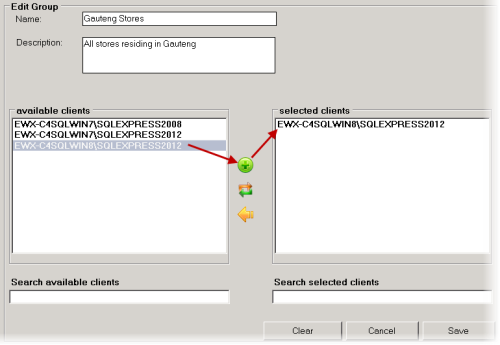 Edit Group
Name: Gauteng Stores
Description: All stores residing in Gauteng
available clients
EWX-C4SQLWIN7\SQLEXPRESS2008
EWX-C4SQLWIN7\SQLEXPRESS2012
EWX-C4SQLWIN8\SQLEXPRESS2012
selected clients
EWX-C4SQLWIN8\SQLEXPRESS2012
Search available clients
Search selected clients
Clear Cancel Save